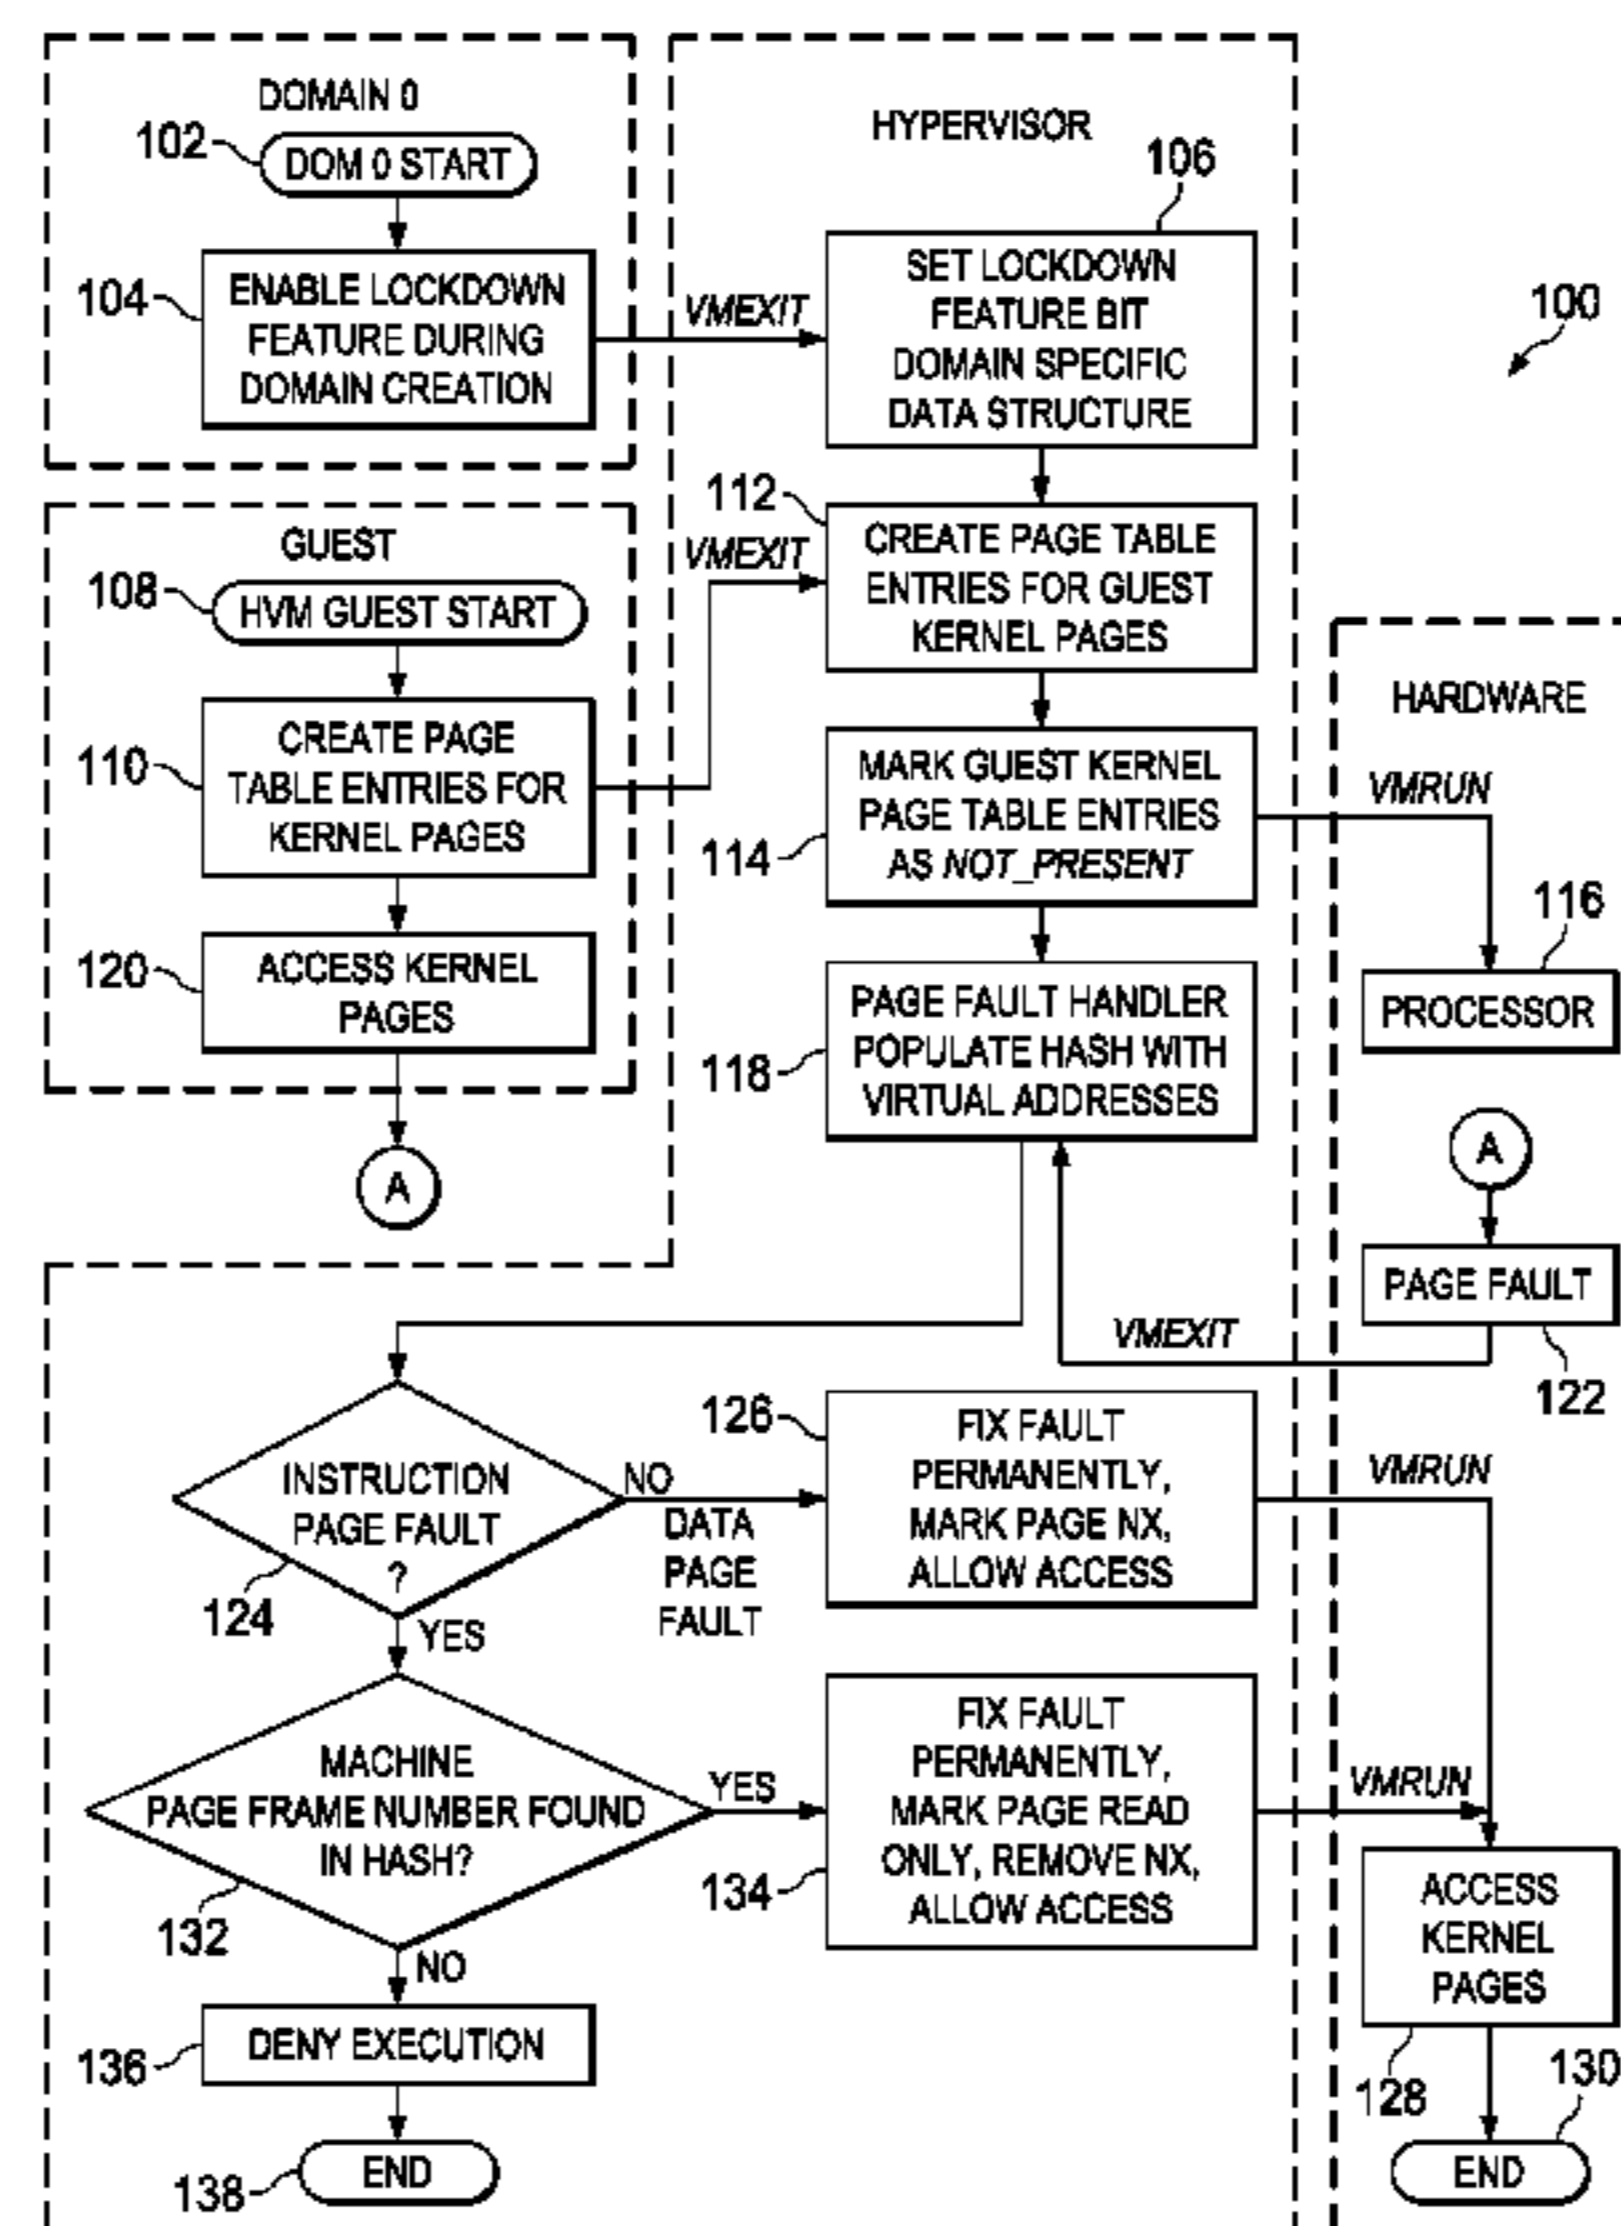 DOMAIN 0
102
DOM 0 START
104
ENABLE LOCKDOWN
FEATURE DURING
DOMAIN CREATION
VMEXIT
HYPERVISOR
106
SET LOCKDOWN
FEATURE BIT
DOMAIN SPECIFIC
DATA STRUCTURE
100
GUEST
108
HVM GUEST START
110
CREATE PAGE
TABLE ENTRIES FOR
KERNEL PAGES
120
ACCESS KERNEL
PAGES
A
112
VMEXIT
CREATE PAGE TABLE
ENTRIES FOR GUEST
KERNEL PAGES
114
MARK GUEST KERNEL
PAGE TABLE ENTRIES
AS NOT_PRESENT
118
PAGE FAULT HANDLER
POPULATE HASH WITH
VIRTUAL ADDRESSES
HARDWARE
VMRUN
116
PROCESSOR
A
PAGE FAULT
122
VMEXIT
INSTRUCTION
PAGE FAULT
?
124
NO
DATA
PAGE
FAULT
YES
126
FIX FAULT
PERMANENTLY,
MARK PAGE NX,
ALLOW ACCESS
VMRUN
MACHINE
PAGE FRAME NUMBER FOUND
IN HASH?
132
YES
NO
134
FIX FAULT
PERMANENTLY,
MARK PAGE READ
ONLY, REMOVE NX,
ALLOW ACCESS
VMRUN
ACCESS
KERNEL
PAGES
128
130
END
136
DENY EXECUTION
138
END